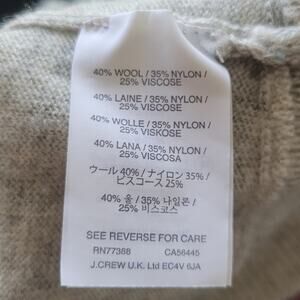 40% WOOL / 35% NYLON /
25% VISCOSE
40% LAINE / 35% NYLON /
25% VISCOSE
40% WOLLE / 35% NYLON /
25% VISKOSE
40% LANA / 35% NYLON /
25% VISCOSA
ウール 40% / ナイロン 35% /
ビスコース 25%
40% 울 / 35% 나일론 /
25% 비스코스
SEE REVERSE FOR CARE
RN77388 CA56445
J.CREW U.K. Ltd EC4V 6JA